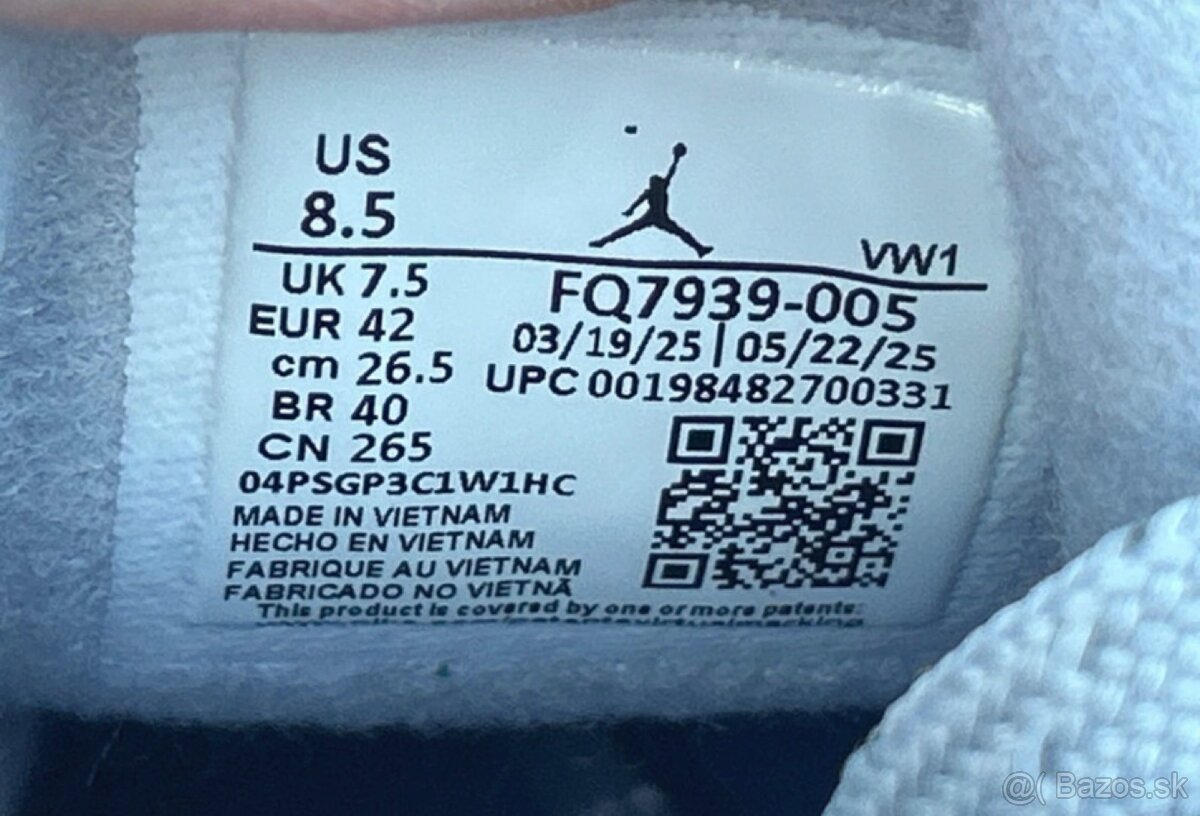 US
8.5
VW1
UK 7.5
EUR 42
cm 26.5
BR 40
CN 265
FQ7939-005
03/19/25 | 05/22/25
UPC 00198482700331
04PSGP3C1W1HC
MADE IN VIETNAM
HECHO EN VIETNAM
FABRIQUE AU VIETNAM
FABRICADO NO VIETNÃ
This product is covered by one or more patents:
@( Bazos.sk